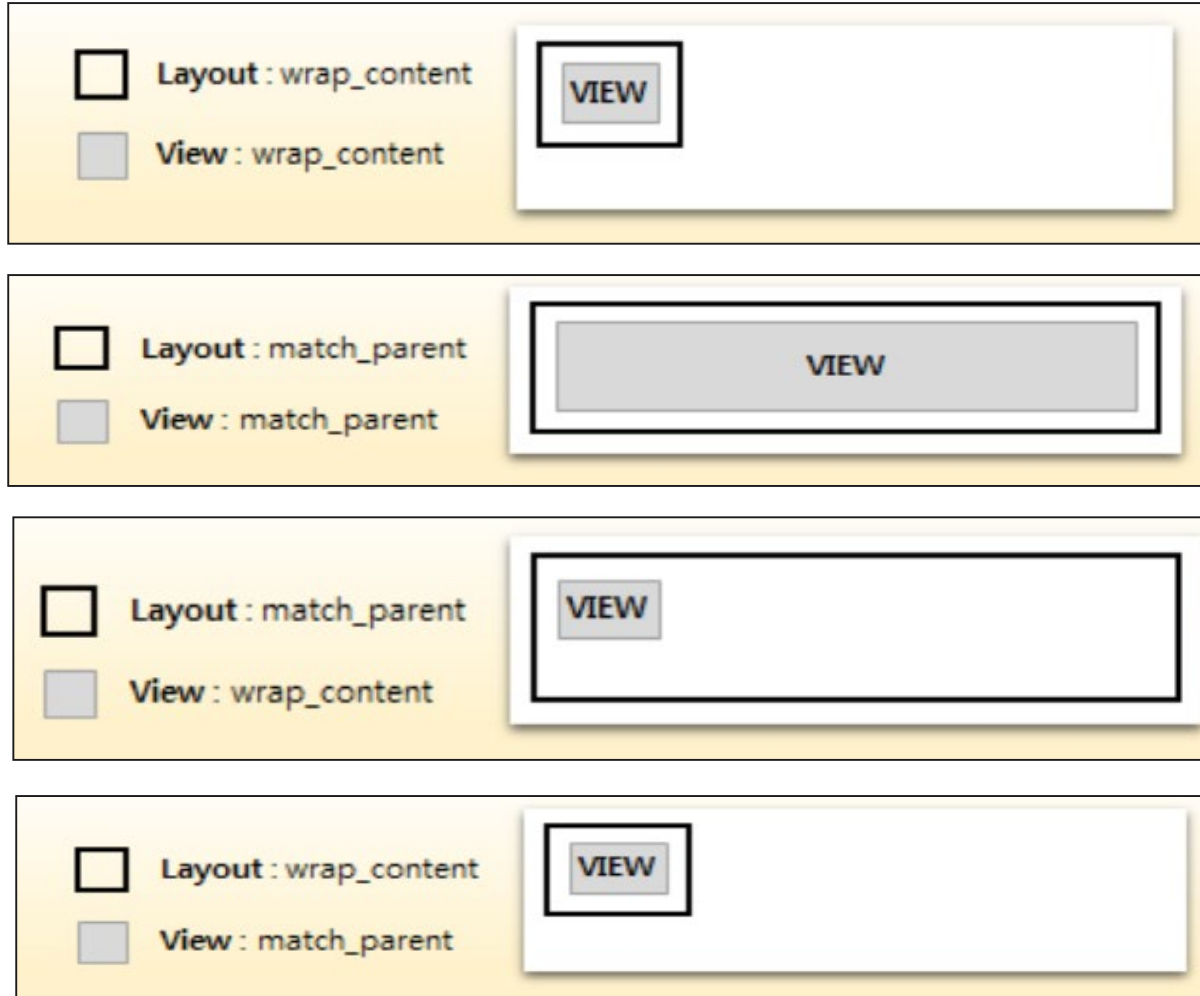 Layout : wrap_content
VIEW
View : wrap_content
Layout : match_parent
VIEW
View : match_parent
Layout : match_parent
VIEW
View : wrap_content
Layout : wrap_content
VIEW
View : match_parent